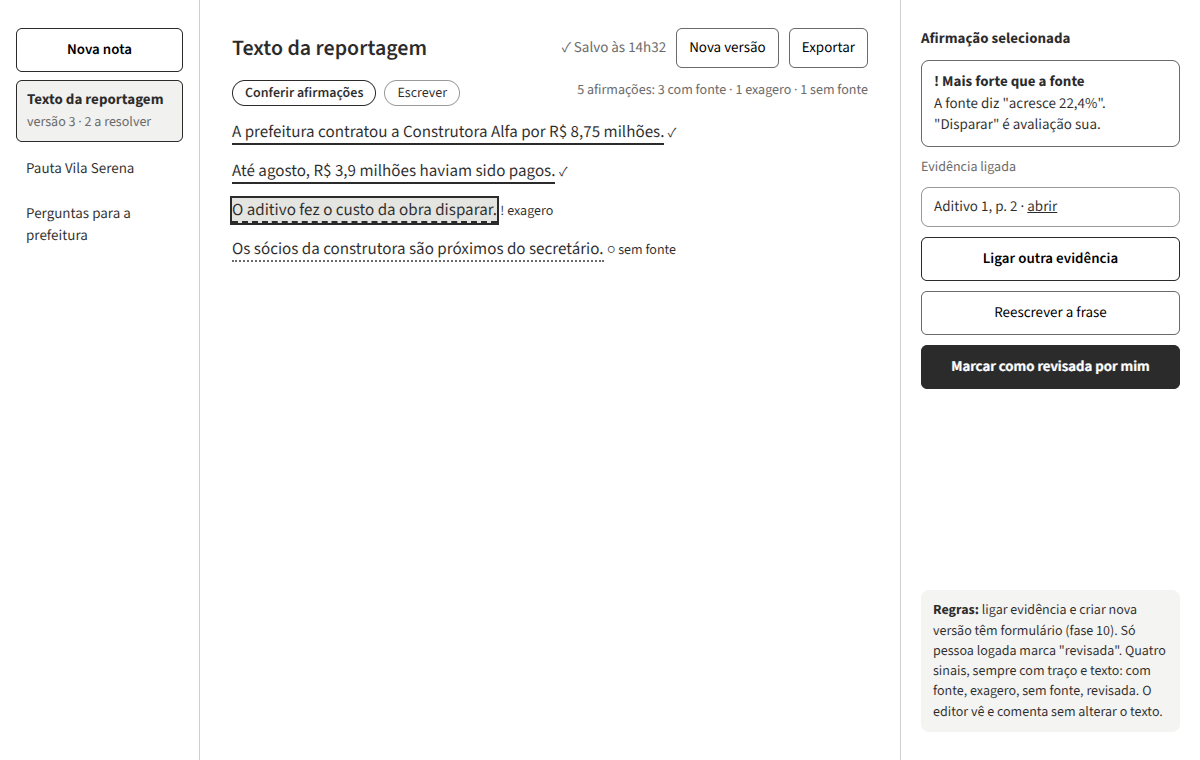 Nova nota
Texto da reportagem
versão 3 · 2 a resolver
Pauta Vila Serena
Perguntas para a
prefeitura
Texto da reportagem
✓ Salvo às 14h32
Nova versão
Exportar
Conferir afirmações
Escrever
5 afirmações: 3 com fonte · 1 exagero · 1 sem fonte
A prefeitura contratou a Construtora Alfa por R$ 8,75 milhões. ✓
Até agosto, R$ 3,9 milhões haviam sido pagos. ✓
O aditivo fez o custo da obra disparar. ! exagero
Os sócios da construtora são próximos do secretário. ○ sem fonte
Afirmação selecionada
! Mais forte que a fonte
A fonte diz "acresce 22,4%".
"Disparar" é avaliação sua.
Evidência ligada
Aditivo 1, p. 2 · abrir
Ligar outra evidência
Reescrever a frase
Marcar como revisada por mim
Regras: ligar evidência e criar nova
versão têm formulário (fase 10). Só
pessoa logada marca "revisada". Quatro
sinais, sempre com traço e texto: com
fonte, exagero, sem fonte, revisada. O
editor vê e comenta sem alterar o texto.